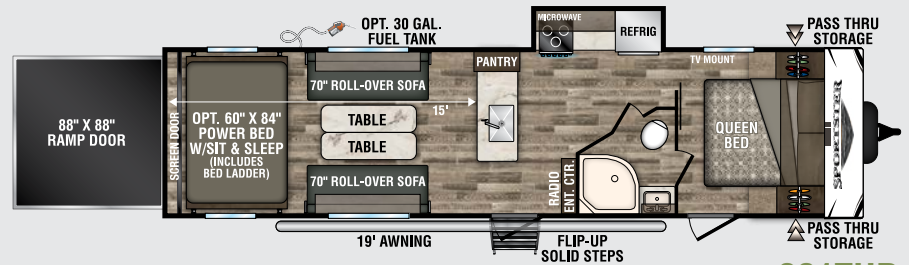 OPT. 30 GAL.
FUEL TANK
MICROWAVE
REFRIG
PASS THRU
STORAGE
PANTRY
TV MOUNT
70" ROLL-OVER SOFA
15'
88" X 88"
RAMP DOOR
SCREEN DOOR
OPT. 60" X 84"
POWER BED
W/SIT & SLEEP
(INCLUDES
BED LADDER)
TABLE
TABLE
QUEEN
BED
SPORTSTER
70" ROLL-OVER SOFA
RADIO
ENT. CTR.
19' AWNING
FLIP-UP
SOLID STEPS
PASS THRU
STORAGE